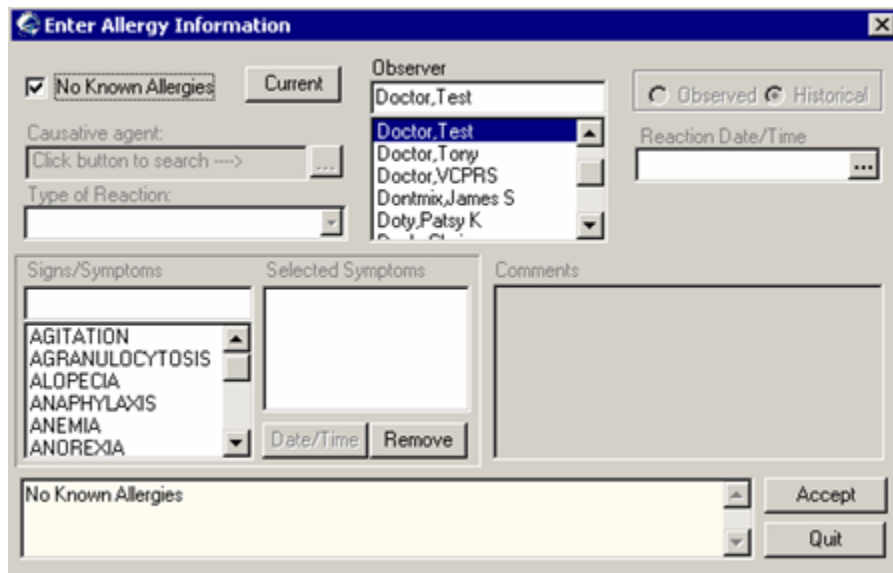 Enter Allergy Information
No Known Allergies
Current
Observer
Doctor,Test
Doctor,Test
Doctor,Tony
Doctor,VCPRS
Dontmix,James S
Doty,Patsy K
Observed
Historical
Reaction Date/Time
...
Causative agent:
Click button to search ---->
...
Type of Reaction:
Signs/Symptoms
AGITATION
AGRANULOCYTOSIS
ALOPECIA
ANAPHYLAXIS
ANEMIA
ANOREXIA
Selected Symptoms
Date/Time
Remove
Comments
No Known Allergies
Accept
Quit